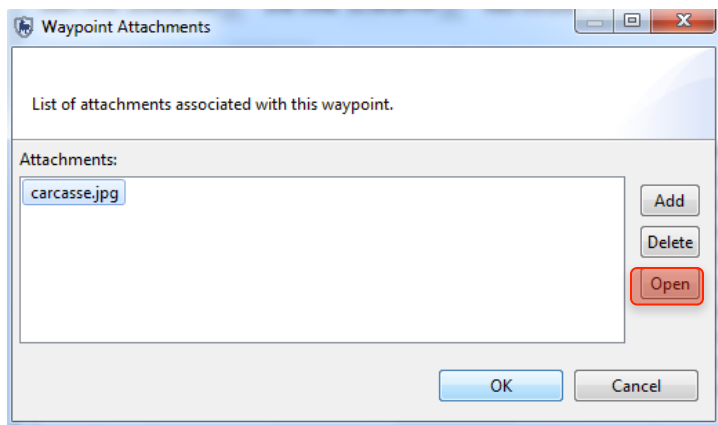 Waypoint Attachments
List of attachments associated with this waypoint.
Attachments:
carcasse.jpg
Add
Delete
Open
OK Cancel